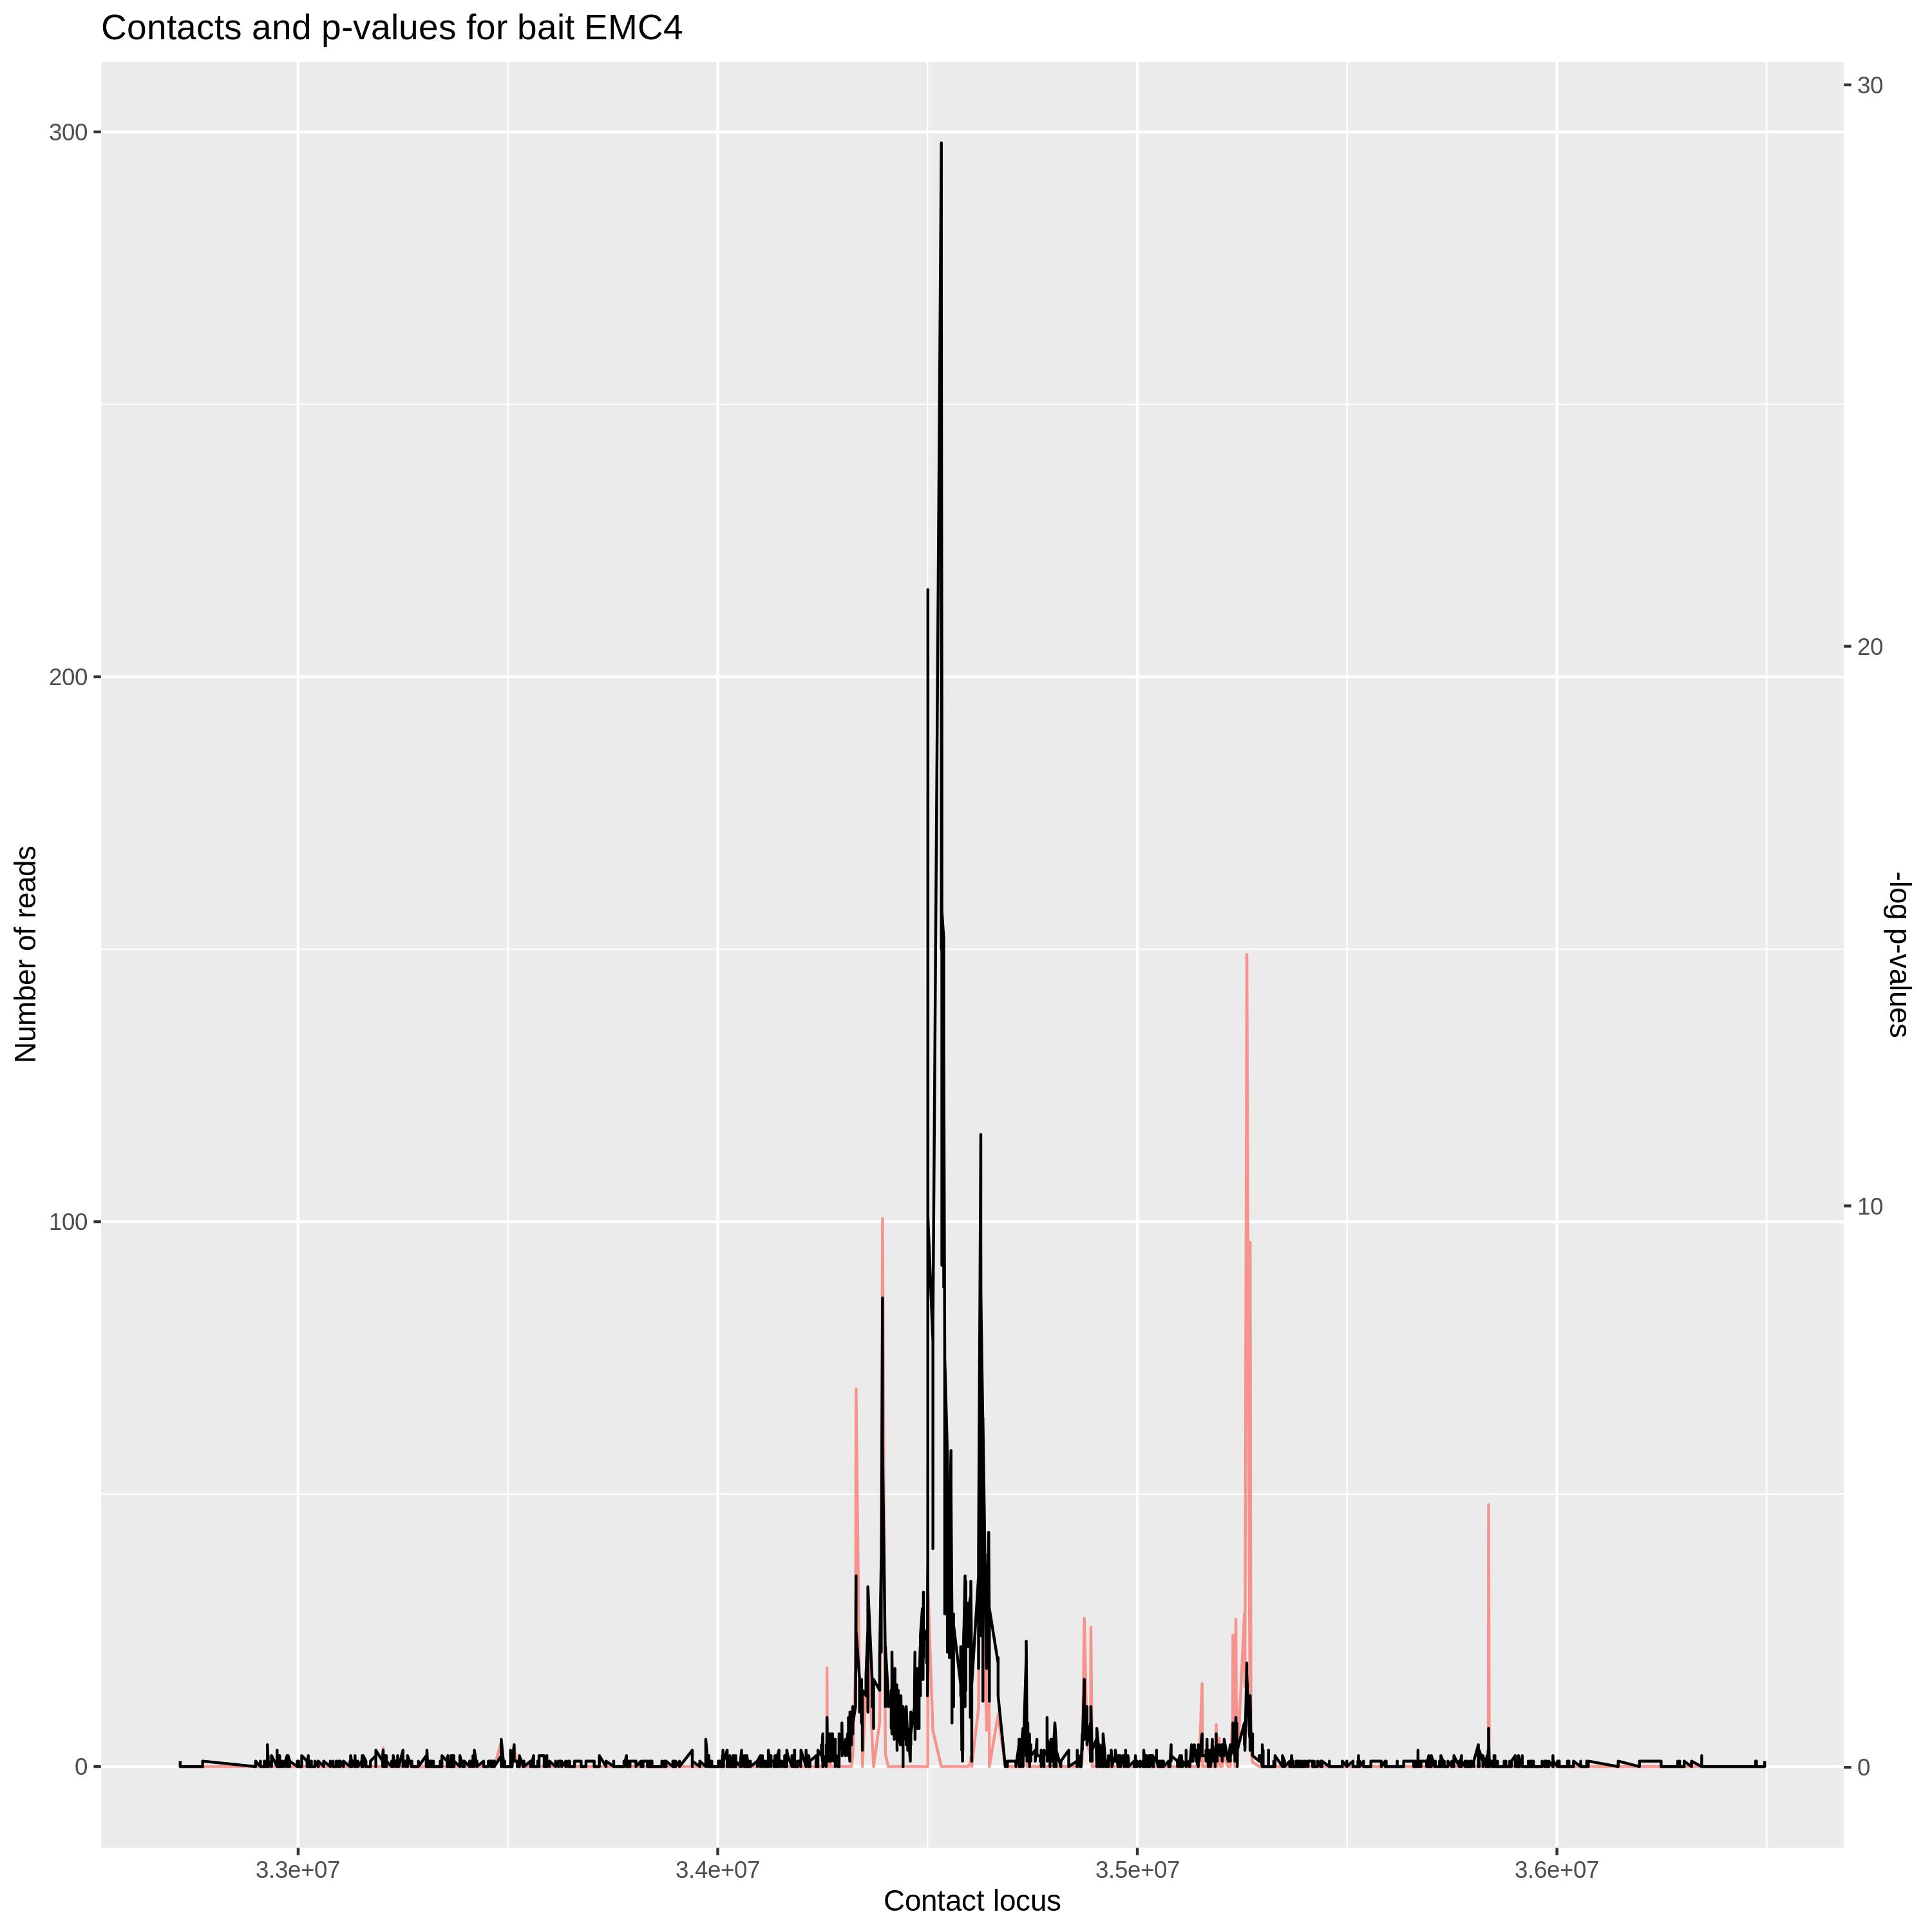 Contacts and p-values for bait EMC4
300
200
100
0
Number of reads
30
20
10
0
-log p-values
3.3e+07
3.4e+07
3.5e+07
3.6e+07
Contact locus